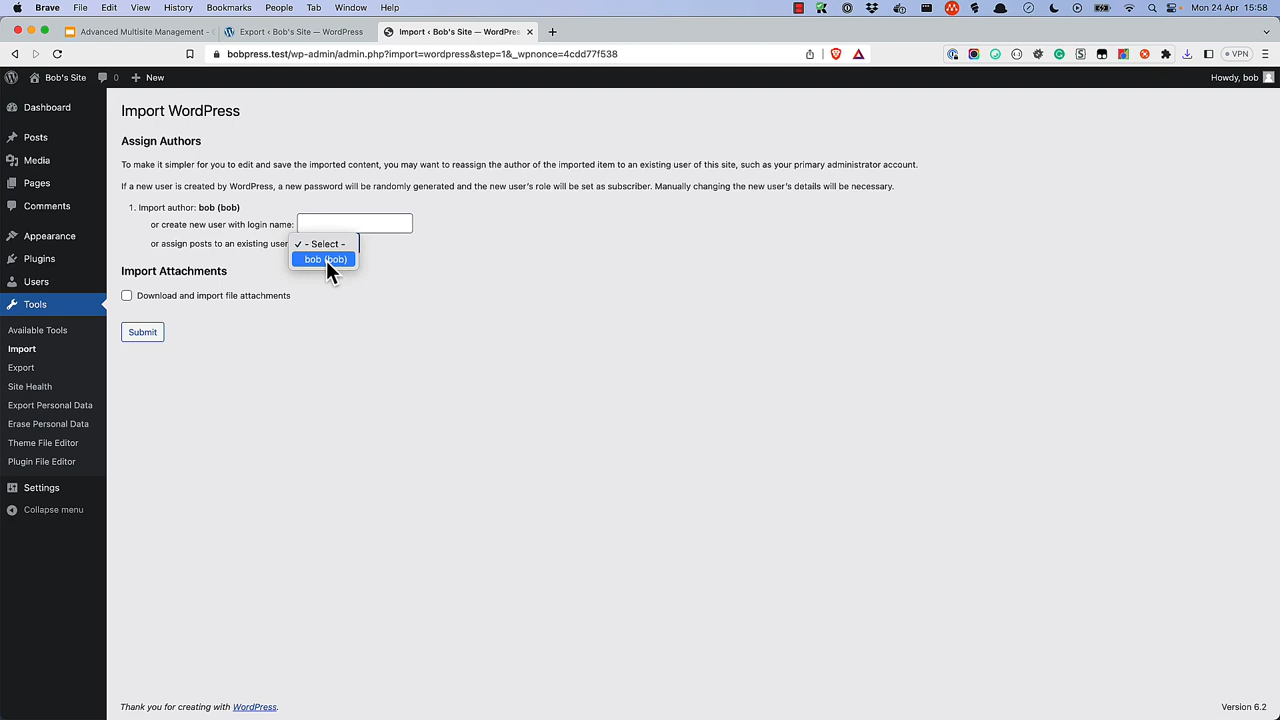 Brave File Edit View History Bookmarks People Tab Window Help Mon 24 Apr 15:58
Advanced Multisite Management - G
Export ‹ Bob's Site — WordPress
Import ‹ Bob's Site — WordPres
bobpress.test/wp-admin/admin.php?import=wordpress&step=1&_wpnonce=4cdd77f538
VPN
Bob's Site 0 New Howdy, bob
Dashboard
Posts
Media
Pages
Comments
Appearance
Plugins
Users
Tools
Available Tools
Import
Export
Site Health
Export Personal Data
Erase Personal Data
Theme File Editor
Plugin File Editor
Settings
Collapse menu
Import WordPress
Assign Authors
To make it simpler for you to edit and save the imported content, you may want to reassign the author of the imported item to an existing user of this site, such as your primary administrator account.
If a new user is created by WordPress, a new password will be randomly generated and the new user's role will be set as subscriber. Manually changing the new user's details will be necessary.
1. Import author: bob (bob)
or create new user with login name:
or assign posts to an existing user
✓ - Select -
bob (bob)
Import Attachments
Download and import file attachments
Submit
Thank you for creating with WordPress.
Version 6.2